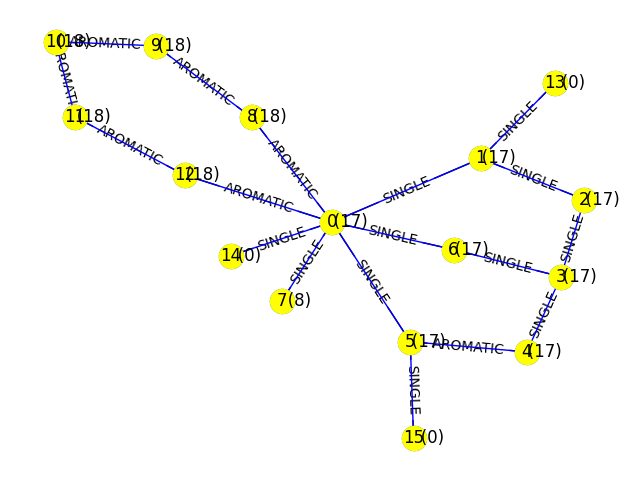 10(18)
AROMATIC
9(18)
AROMATIC
13(0)
AROMATIC
SINGLE
11(18)
8(18)
AROMATIC
1(17)
SINGLE
AROMATIC
12(18)
SINGLE
2(17)
AROMATIC
0(17)
SINGLE
SINGLE
14(0)
SINGLE
SINGLE
6(17)
SINGLE
3(17)
7(8)
SINGLE
SINGLE
SINGLE
5(17)
AROMATIC
4(17)
SINGLE
15(0)